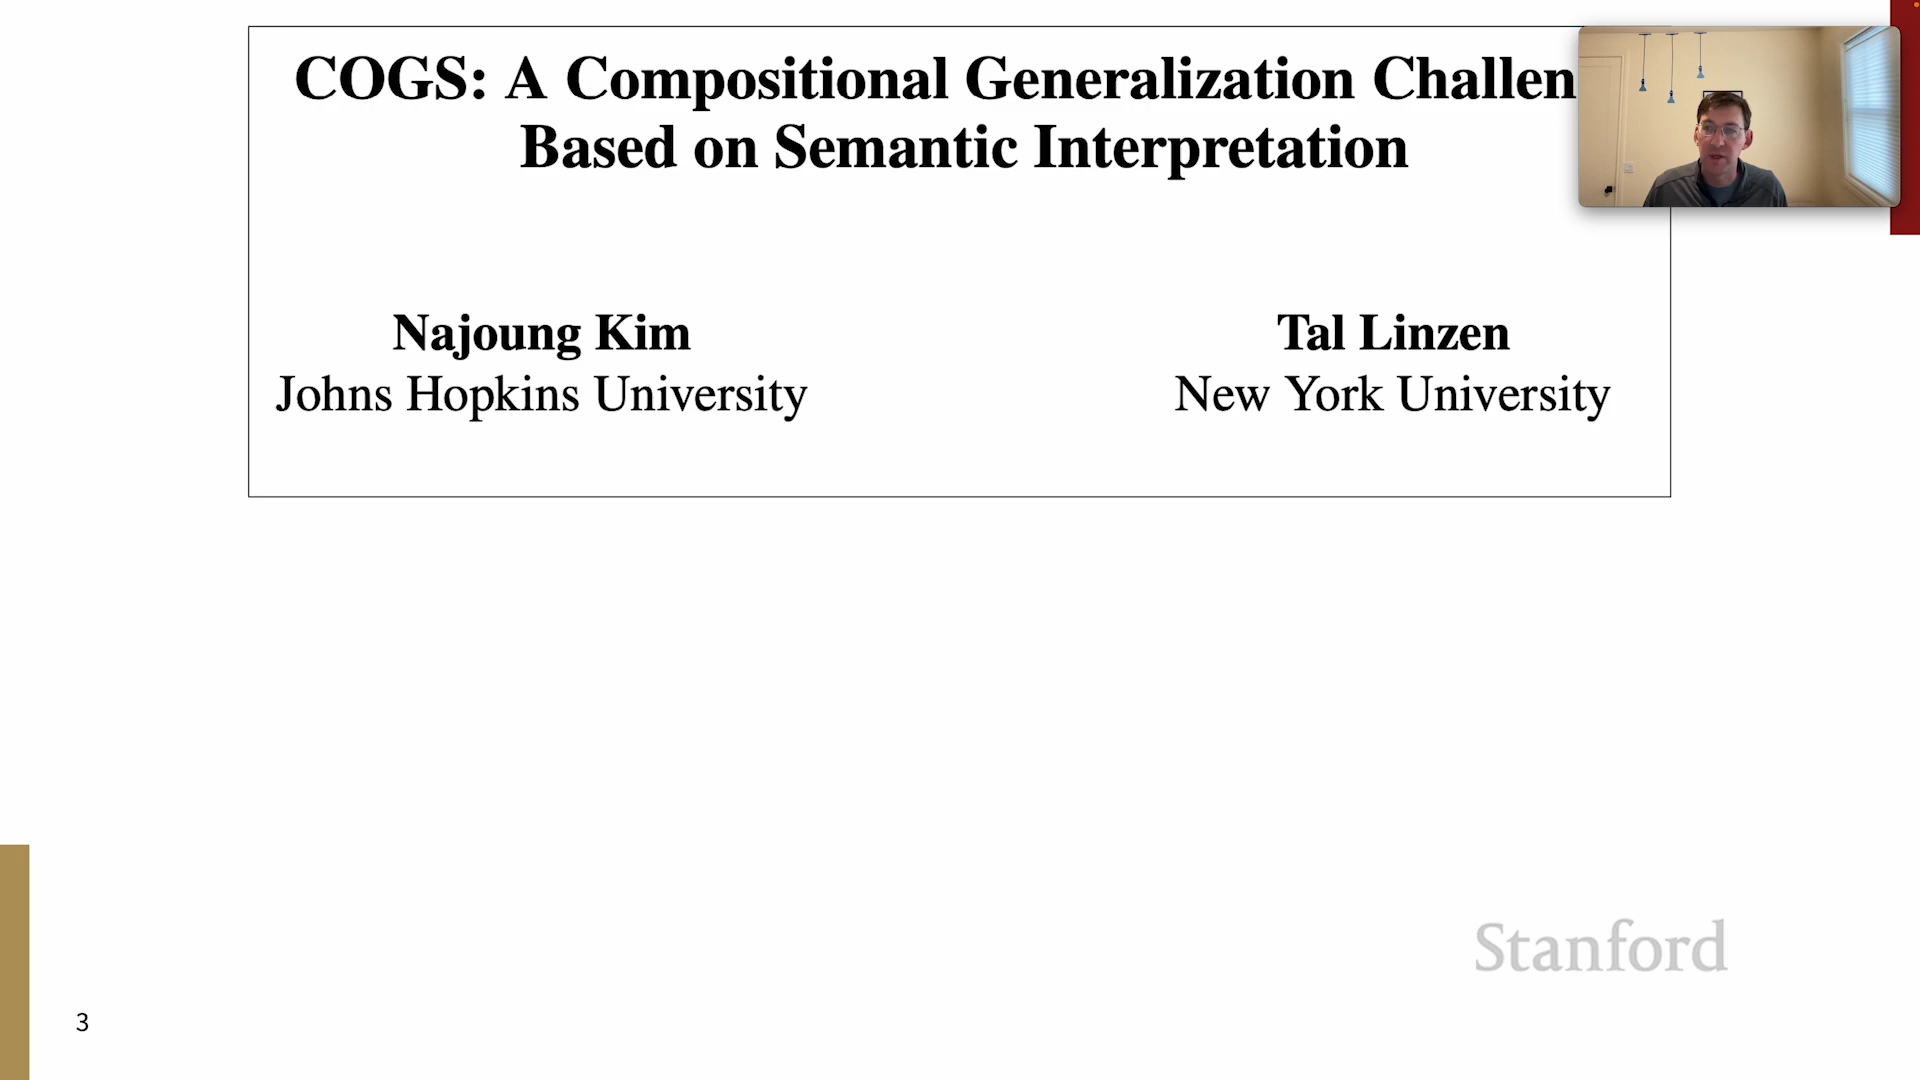 COGS: A Compositional Generalization Challen
Based on Semantic Interpretation
Najoung Kim
Tal Linzen
Johns Hopkins University
New York University
Stanford
3